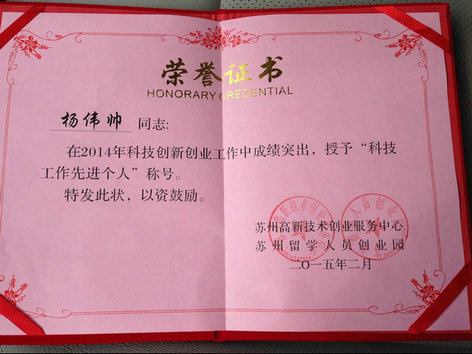 荣誉证书
HONORARY CREDENTIAL
杨伟帅 同志:
在2014年科技创新创业工作中成绩突出，授予“科技
工作先进个人”称号。
特发此状，以资鼓励。
苏州高新技术创业服务中心
苏州留学人员创业园
二〇一五年二月